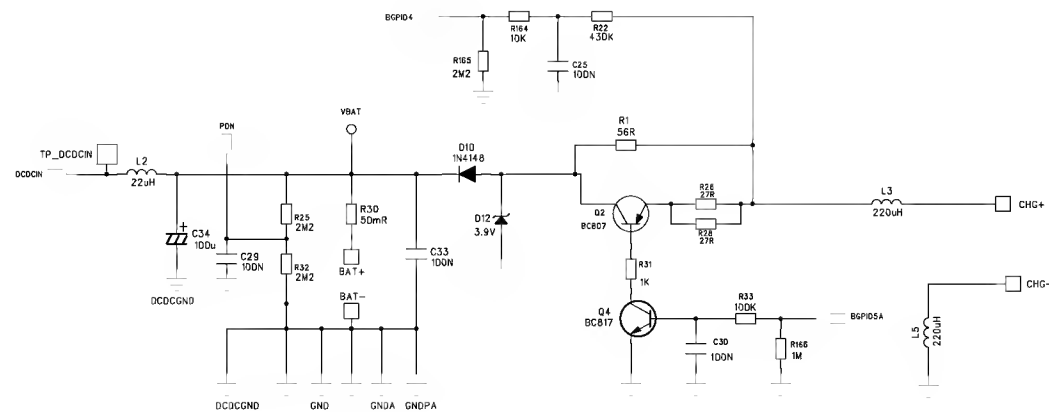 BGPIO4
R164
10K
R22
430K
R165
2M2
C25
100N
VBAT
PON
TP_DCDCIN
DCDCIN
L2
22uH
D10
1N4148
R1
56R
C34
100u
DCDCGND
R25
2M2
C29
100N
R32
2M2
R30
50mR
BAT+
BAT-
C33
100N
D12
3.9V
Q2
BC807
R26
27R
R28
27R
L3
220uH
CHG+
R31
1K
Q4
BC817
R33
100K
BGPIO5A
C30
100N
R166
1M
CHG-
L5
220uH
DCDCGND
GND
GNDA
GNDPA